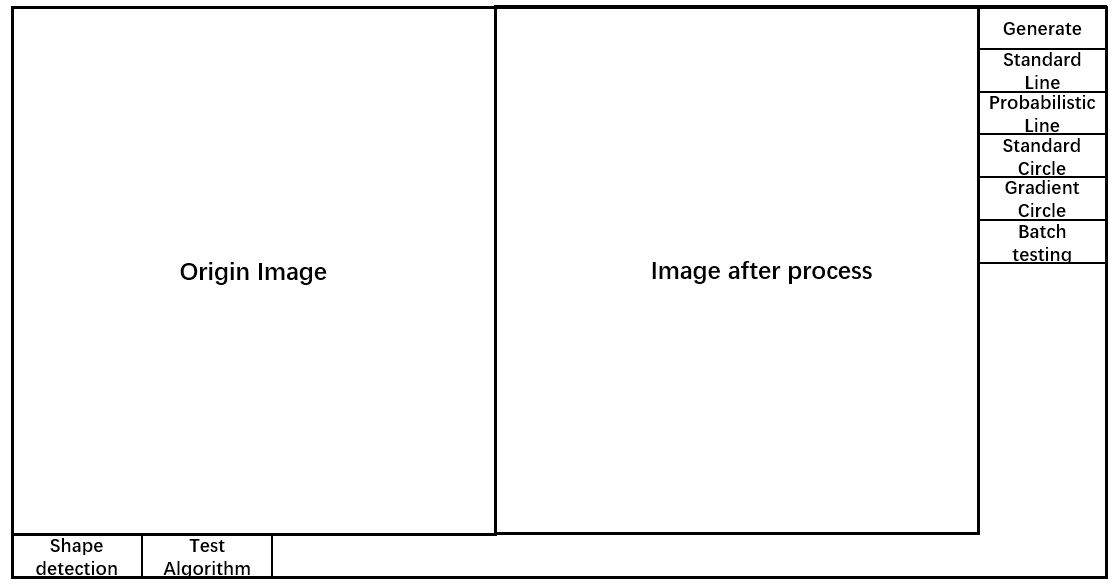 Generate
Standard
Line
Probabilistic
Line
Standard
Circle
Gradient
Circle
Batch
testing
Origin Image
Image after process
Shape
detection
Test
Algorithm